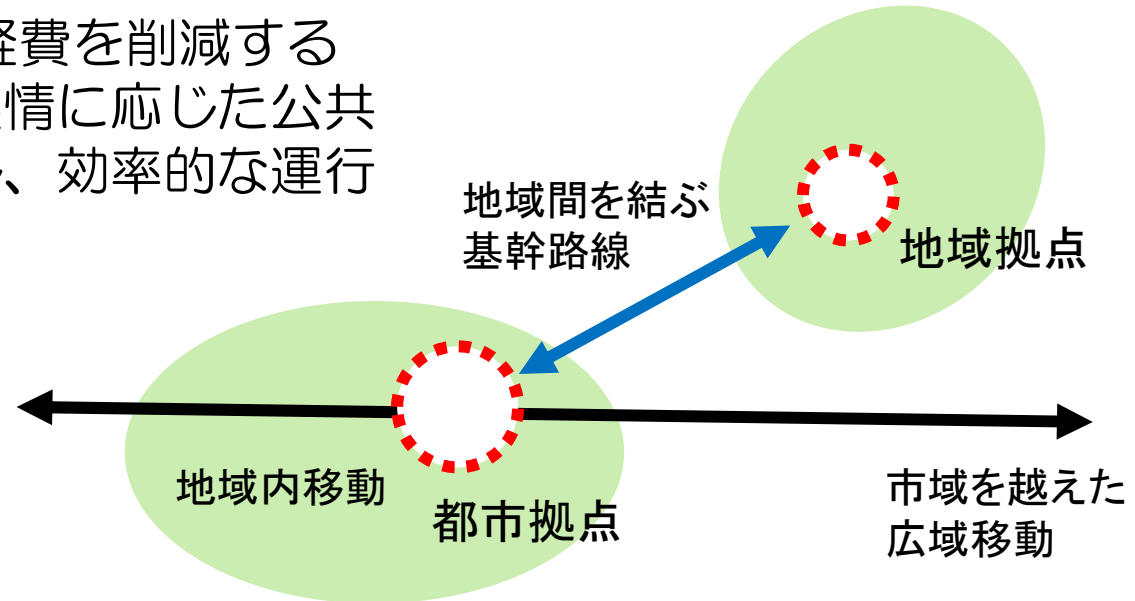 経費を削減する
情に応じた公共
、効率的な運行
地域間を結ぶ
基幹路線
地域拠点
地域内移動
都市拠点
市域を越えた
広域移動